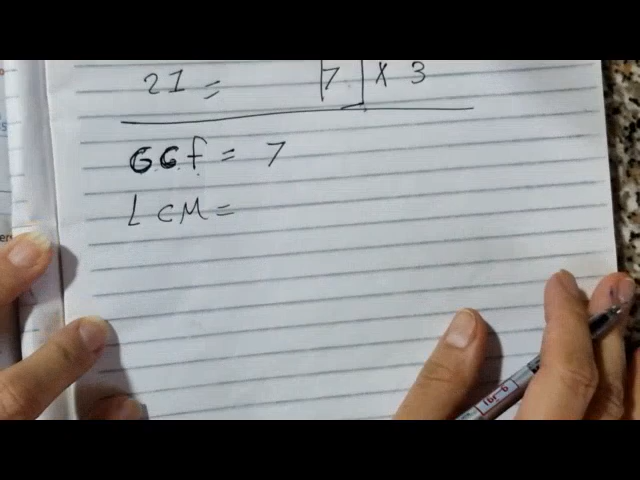 21 = 7 x 3
GCf = 7
LCM =